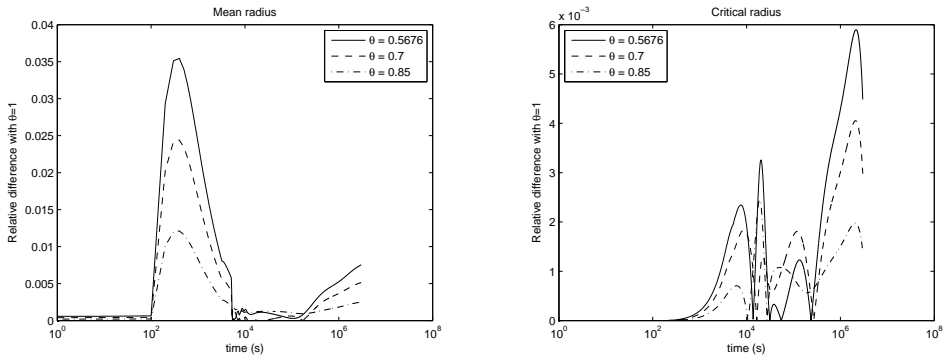 Mean radius
0.04
0.035
0.03
0.025
0.02
0.015
0.01
0.005
0
Relative difference with θ=1
θ = 0.5676
θ = 0.7
θ = 0.85
10^0
10^2
10^4
10^6
10^8
time (s)
Critical radius
x 10^-3
6
5
4
3
2
1
0
Relative difference with θ=1
θ = 0.5676
θ = 0.7
θ = 0.85
10^0
10^2
10^4
10^6
10^8
time (s)